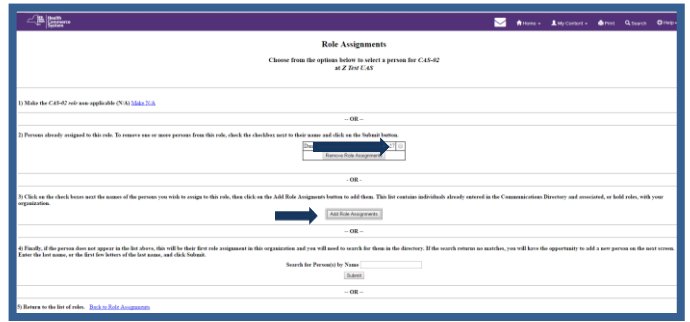 Health
Commerce
System
Home
My Content
Print
Search
Help
Role Assignments
Choose from the options below to select a person for CAS-02
at Z Test UAS
1) Make the CAS-02 role non-applicable (N/A) Make N/A
-- OR --
2) Persons already assigned to this role. To remove one or more persons from this role, check the checkbox next to their name and click on the Submit button.
Remove Role Assignments
- OR -
3) Click on the check boxes next the names of the persons you wish to assign to this role, then click on the Add Role Assigments button to add them. This list contains individuals already entered in the Communications Directory and associated, or hold roles, with your
organization.
Add Role Assignments
-- OR --
4) Finally, if the person does not appear in the list above, this will be their first role assignment in this organization and you will need to search for them in the directory. If the search returns no matches, you will have the opportunity to add a new person on the next screen.
Enter the last name, or the first few letters of the last name, and click Submit.
Search for Person(s) by Name
Submit
-- OR --
5) Return to the list of roles. Back to Role Assignments